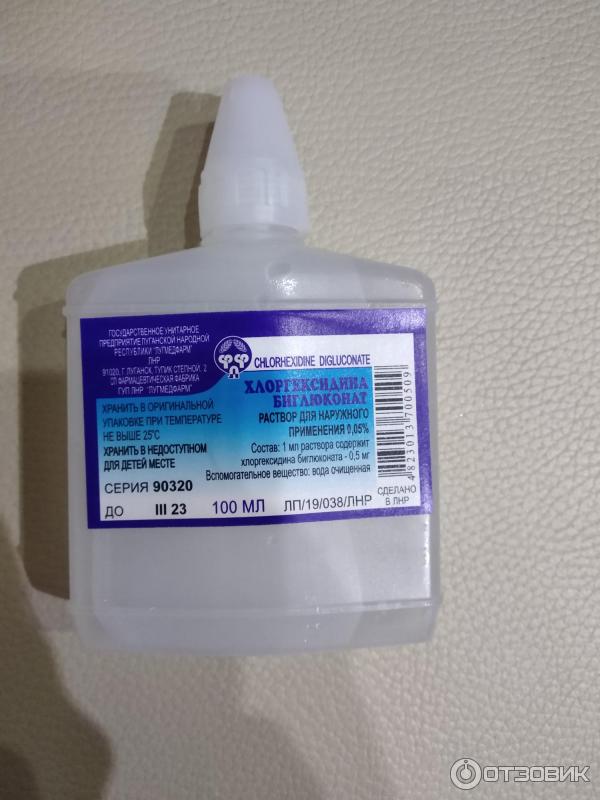 ГОСУДАРСТВЕННОЕ УНИТАРНОЕ
ПРЕДПРИЯТИЕ ЛУГАНСКОЙ НАРОДНОЙ
РЕСПУБЛИКИ "ЛУГМЕДФАРМ"
ЛНР
91020, Г. ЛУГАНСК, ТУПИК СТЕПНОЙ, 2
СП ФАРМАЦЕВТИЧЕСКАЯ ФАБРИКА
ГУП ЛНР "ЛУГМЕДФАРМ"
ХРАНИТЬ В ОРИГИНАЛЬНОЙ
УПАКОВКЕ ПРИ ТЕМПЕРАТУРЕ
НЕ ВЫШЕ 25°С
ХРАНИТЬ В НЕДОСТУПНОМ
ДЛЯ ДЕТЕЙ МЕСТЕ
СЕРИЯ 90320
ДО III 23
CHLORHEXIDINE DIGLUCONATE
ХЛОРГЕКСИДИНА
БИГЛЮКОНАТ
РАСТВОР ДЛЯ НАРУЖНОГО
ПРИМЕНЕНИЯ 0,05%
Состав: 1 мл раствора содержит
хлоргексидина биглюконата - 0,5 мг
Вспомогательное вещество: вода очищенная
100 МЛ ЛП/19/038/ЛНР
4823013700509
СДЕЛАНО
В ЛНР
ОТЗОВИК